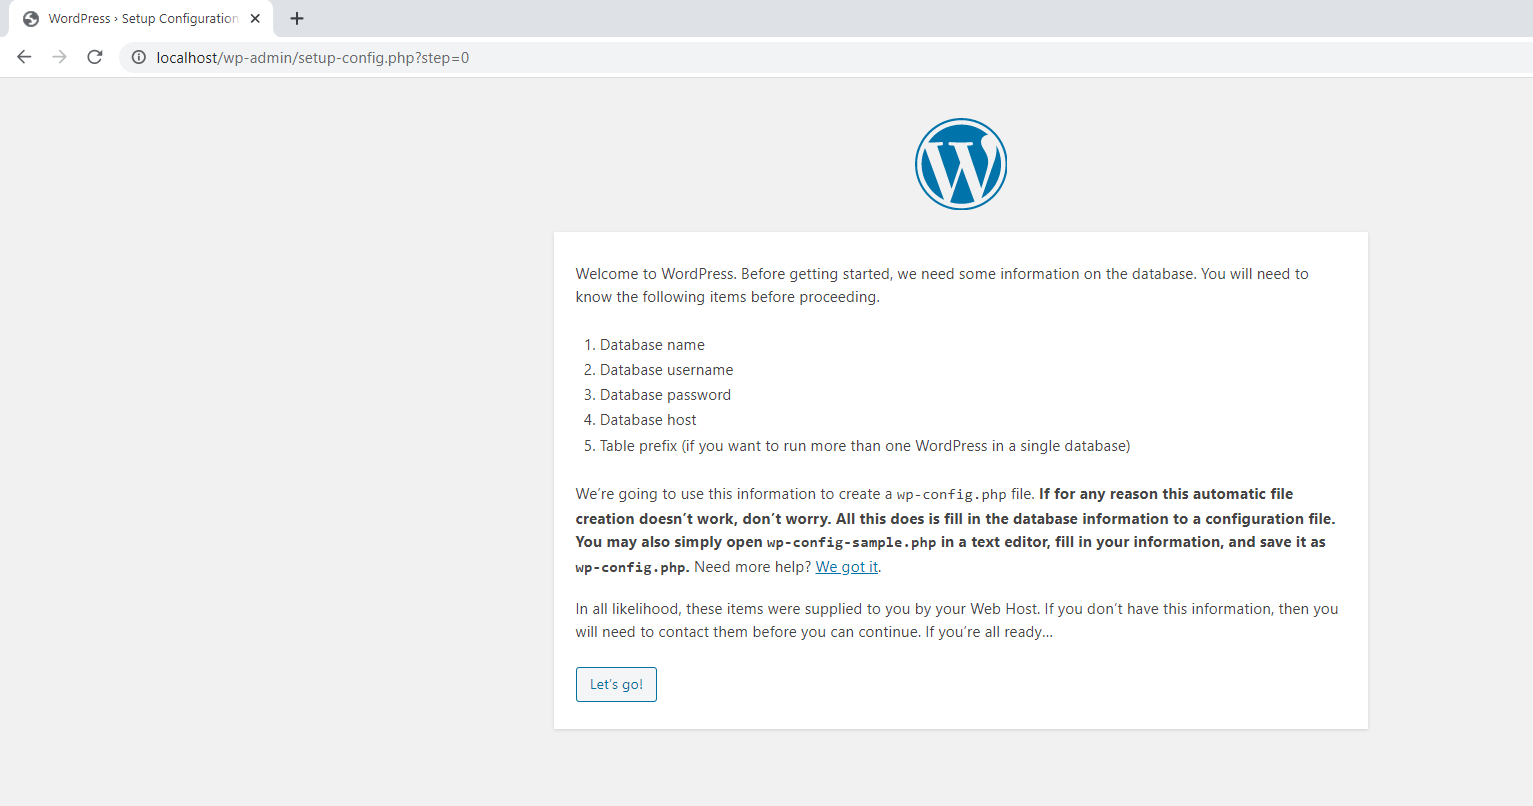 WordPress › Setup Configuration
localhost/wp-admin/setup-config.php?step=0
Welcome to WordPress. Before getting started, we need some information on the database. You will need to
know the following items before proceeding.
1. Database name
2. Database username
3. Database password
4. Database host
5. Table prefix (if you want to run more than one WordPress in a single database)
We’re going to use this information to create a wp-config.php file. If for any reason this automatic file
creation doesn’t work, don’t worry. All this does is fill in the database information to a configuration file.
You may also simply open wp-config-sample.php in a text editor, fill in your information, and save it as
wp-config.php. Need more help? We got it.
In all likelihood, these items were supplied to you by your Web Host. If you don’t have this information, then you
will need to contact them before you can continue. If you’re all ready…
Let’s go!